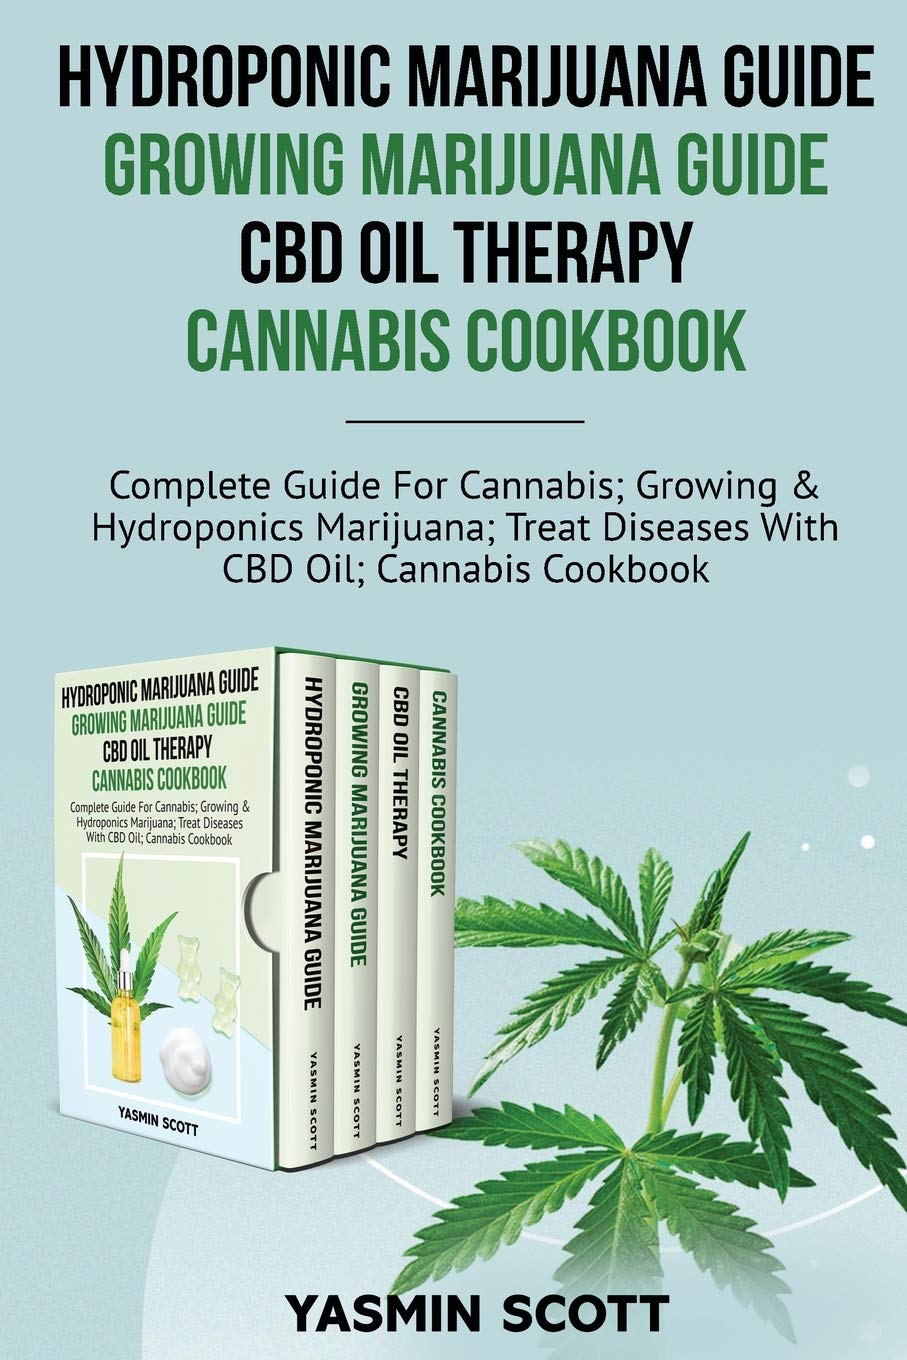 HYDROPONIC MARIJUANA GUIDE
GROWING MARIJUANA GUIDE
CBD OIL THERAPY
CANNABIS COOKBOOK
Complete Guide For Cannabis; Growing &
Hydroponics Marijuana; Treat Diseases With
CBD Oil; Cannabis Cookbook
HYDROPONIC MARIJUANA GUIDE
GROWING MARIJUANA GUIDE
CBD OIL THERAPY
CANNABIS COOKBOOK
Complete Guide For Cannabis; Growing &
Hydroponics Marijuana; Treat Diseases
With CBD Oil; Cannabis Cookbook
YASMIN SCOTT
HYDROPONIC MARIJUANA GUIDE
YASMIN SCOTT
GROWING MARIJUANA GUIDE
YASMIN SCOTT
CBD OIL THERAPY
YASMIN SCOTT
CANNABIS COOKBOOK
YASMIN SCOTT
YASMIN SCOTT